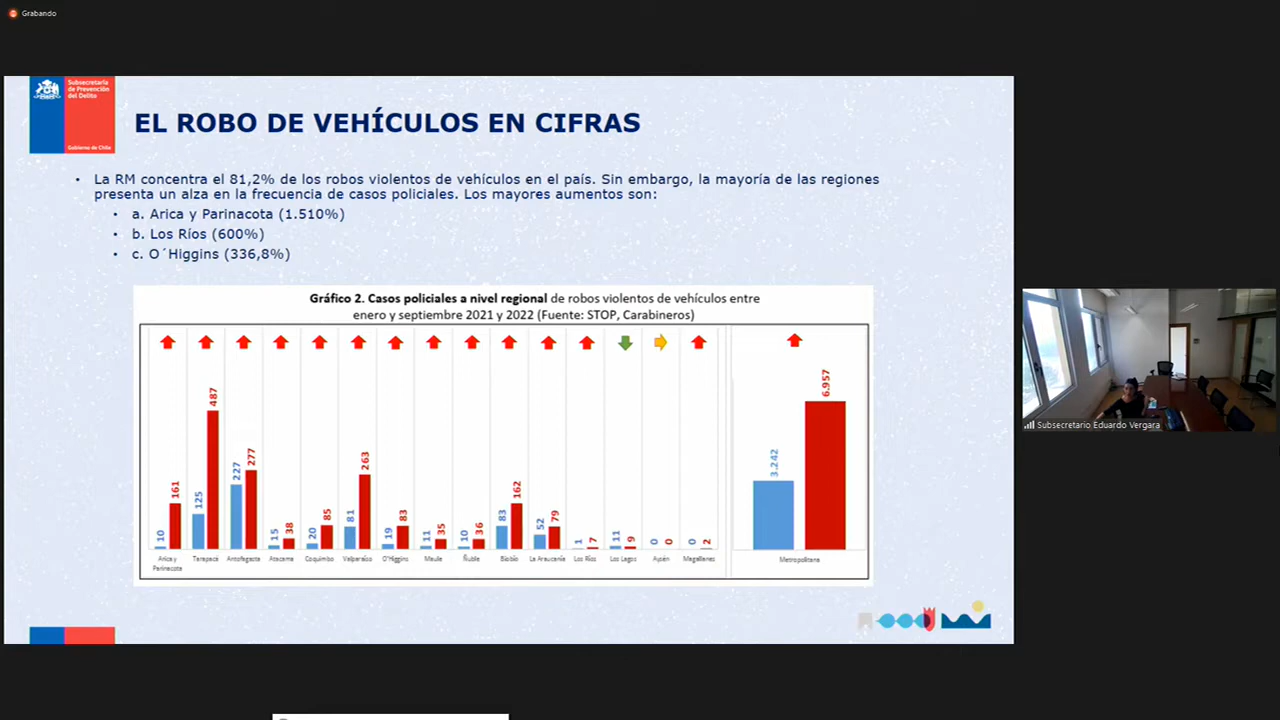 Grabando
Subsecretaría
de Prevención
del Delito
Gobierno de Chile
EL ROBO DE VEHÍCULOS EN CIFRAS
• La RM concentra el 81,2% de los robos violentos de vehículos en el país. Sin embargo, la mayoría de las regiones
presenta un alza en la frecuencia de casos policiales. Los mayores aumentos son:
• a. Arica y Parinacota (1.510%)
• b. Los Ríos (600%)
• c. O´Higgins (336,8%)
Gráfico 2. Casos policiales a nivel regional de robos violentos de vehículos entre
enero y septiembre 2021 y 2022 (Fuente: STOP, Carabineros)
10 161 125 487 227 277 15 38 20 85 81 263 19 83 11 35 10 36 83 162 52 79 1 7 11 9 0 0 0 2 3.242 6.957
Arica y Tarapacá Antofagasta Atacama Coquimbo Valparaíso O'Higgins Maule Ñuble Biobío La Araucanía Los Ríos Los Lagos Aysén Magallanes Metropolitana
Parinacota
Subsecretario Eduardo Vergara